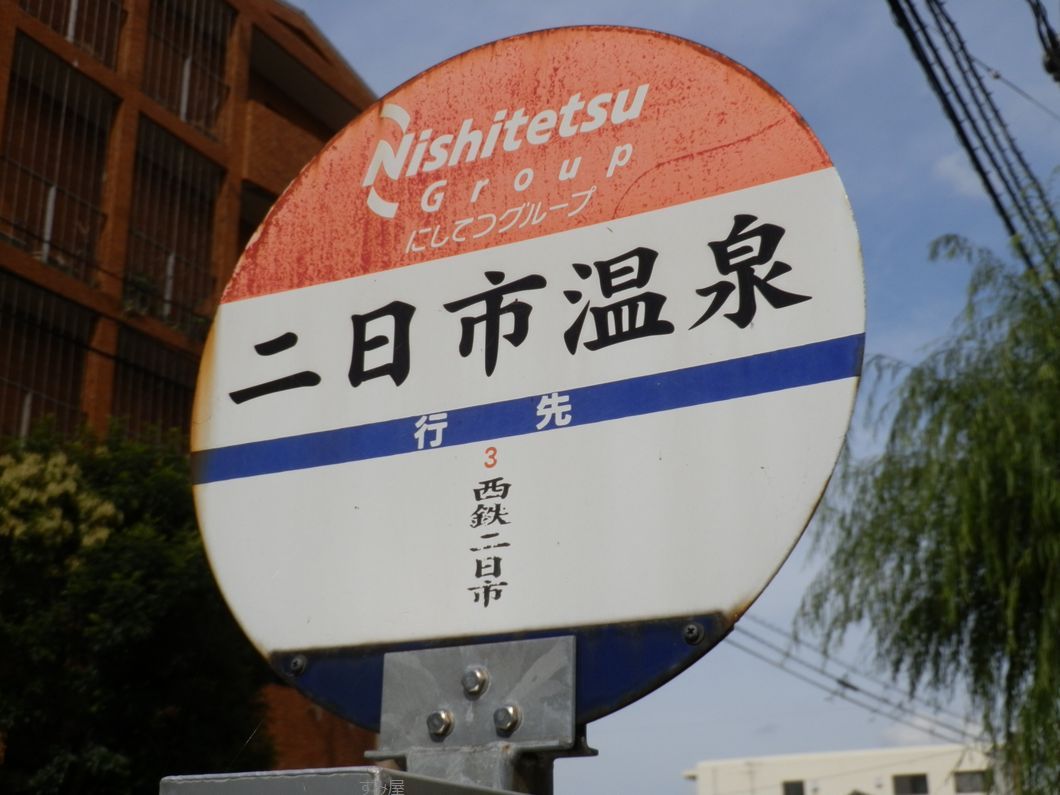 Nishitetsu
Group
にしてつグループ
二日市温泉
行先
3
西鉄二日市